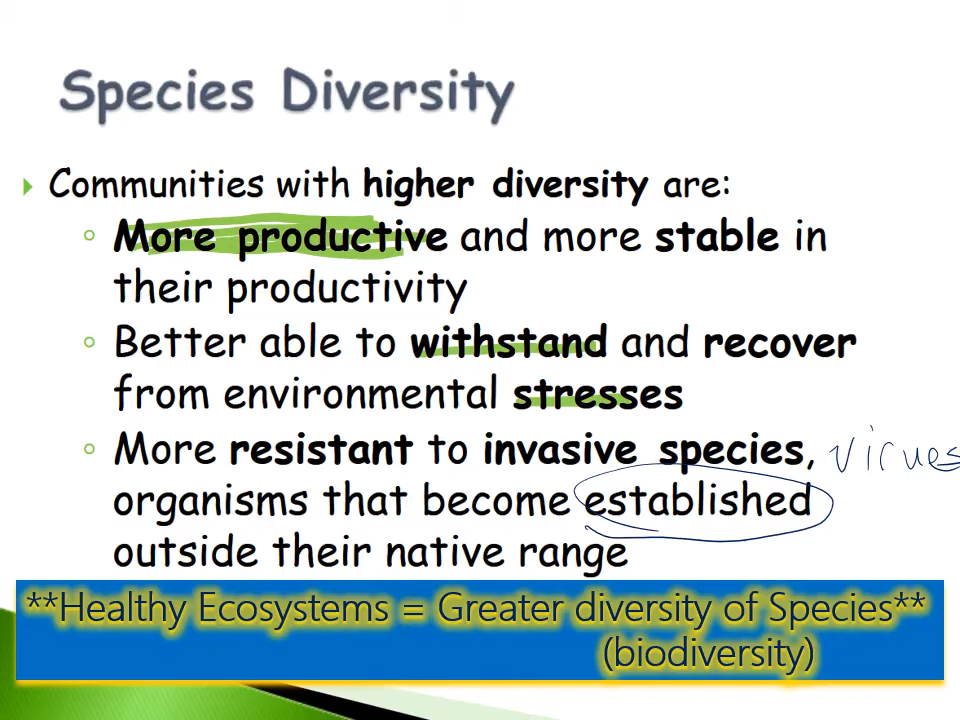 Species Diversity
Communities with higher diversity are:
More productive and more stable in
their productivity
Better able to withstand and recover
from environmental stresses
More resistant to invasive species, virues
organisms that become established
outside their native range
**Healthy Ecosystems = Greater diversity of Species**
(biodiversity)